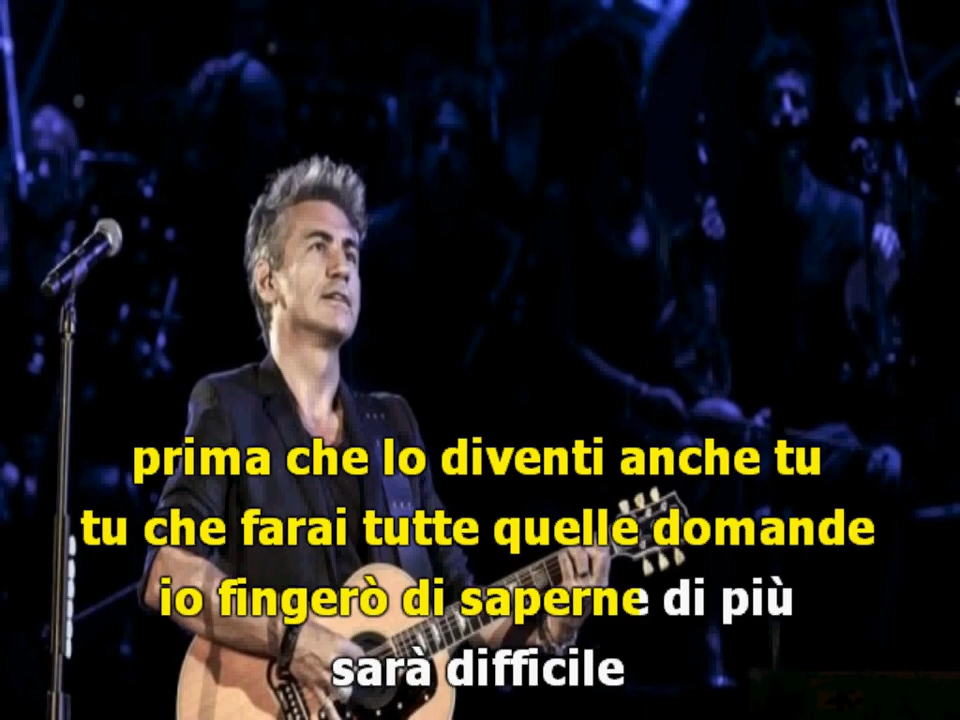 prima che lo diventi anche tu
tu che farai tutte quelle domande
io fingerò di saperne di più
sarà difficile